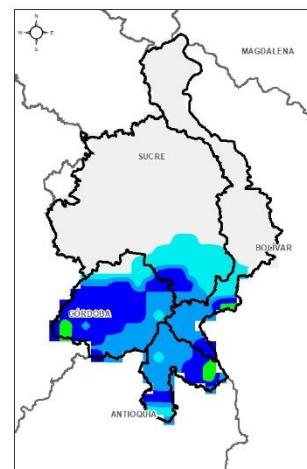 N
W E
S
MAGDALENA
SUCRE
BOLIVAR
CÓRDOBA
ANTIOQUIA